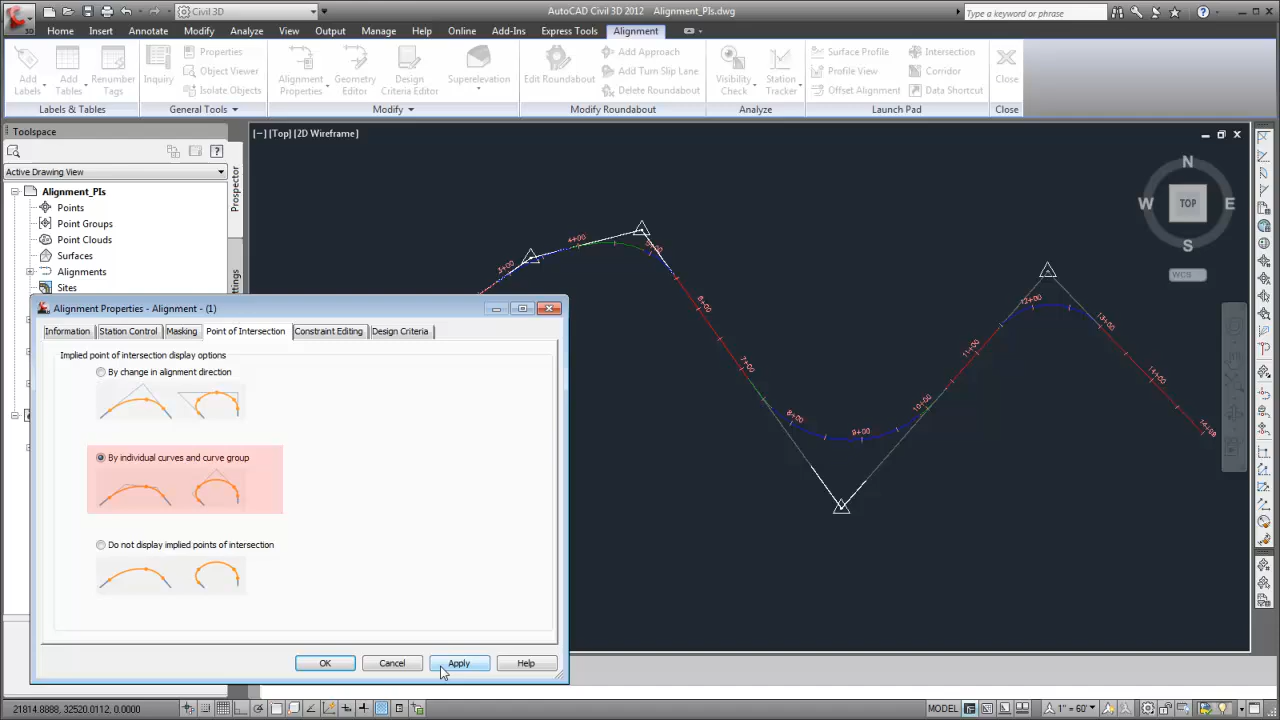 Civil 3D
AutoCAD Civil 3D 2012 Alignment_PIs.dwg
Type a keyword or phrase
Home Insert Annotate Modify Analyze View Output Manage Help Online Add-Ins Express Tools Alignment
Add Labels
Add Tables
Renumber Tags
Inquiry
Properties
Object Viewer
Isolate Objects
Alignment Properties
Geometry Editor
Design Criteria Editor
Superelevation
Edit Roundabout
Add Approach
Add Turn Slip Lane
Delete Roundabout
Visibility Check
Station Tracker
Surface Profile
Profile View
Offset Alignment
Intersection
Corridor
Data Shortcut
Close
Labels & Tables General Tools Modify Modify Roundabout Analyze Launch Pad Close
Toolspace
Active Drawing View
Alignment_PIs
Points
Point Groups
Point Clouds
Surfaces
Alignments
Sites
Prospector
ttings
[−][Top][2D Wireframe]
N
W TOP E
S
WCS
4+00
7+00
8+00
9+00
10+00
11+00
12+00
13+00
Alignment Properties - Alignment - (1)
Information Station Control Masking Point of Intersection Constraint Editing Design Criteria
Implied point of intersection display options
By change in alignment direction
By individual curves and curve group
Do not display implied points of intersection
OK Cancel Apply Help
21814.8888, 32520.0112, 0.0000
MODEL
1" = 60'